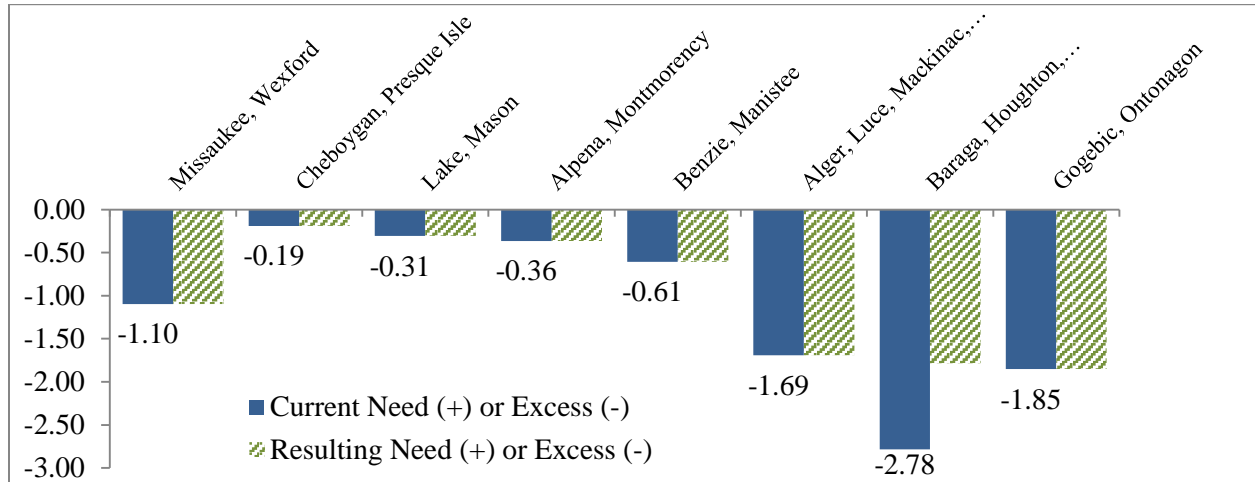 Missaukee, Wexford
Cheboygan, Presque Isle
Lake, Mason
Alpena, Montmorency
Benzie, Manistee
Alger, Luce, Mackinac,…
Baraga, Houghton,…
Gogebic, Ontonagon
0.00
-0.50
-1.00
-1.50
-2.00
-2.50
-3.00
-1.10
-0.19
-0.31
-0.36
-0.61
-1.69
-2.78
-1.85
Current Need (+) or Excess (-)
Resulting Need (+) or Excess (-)